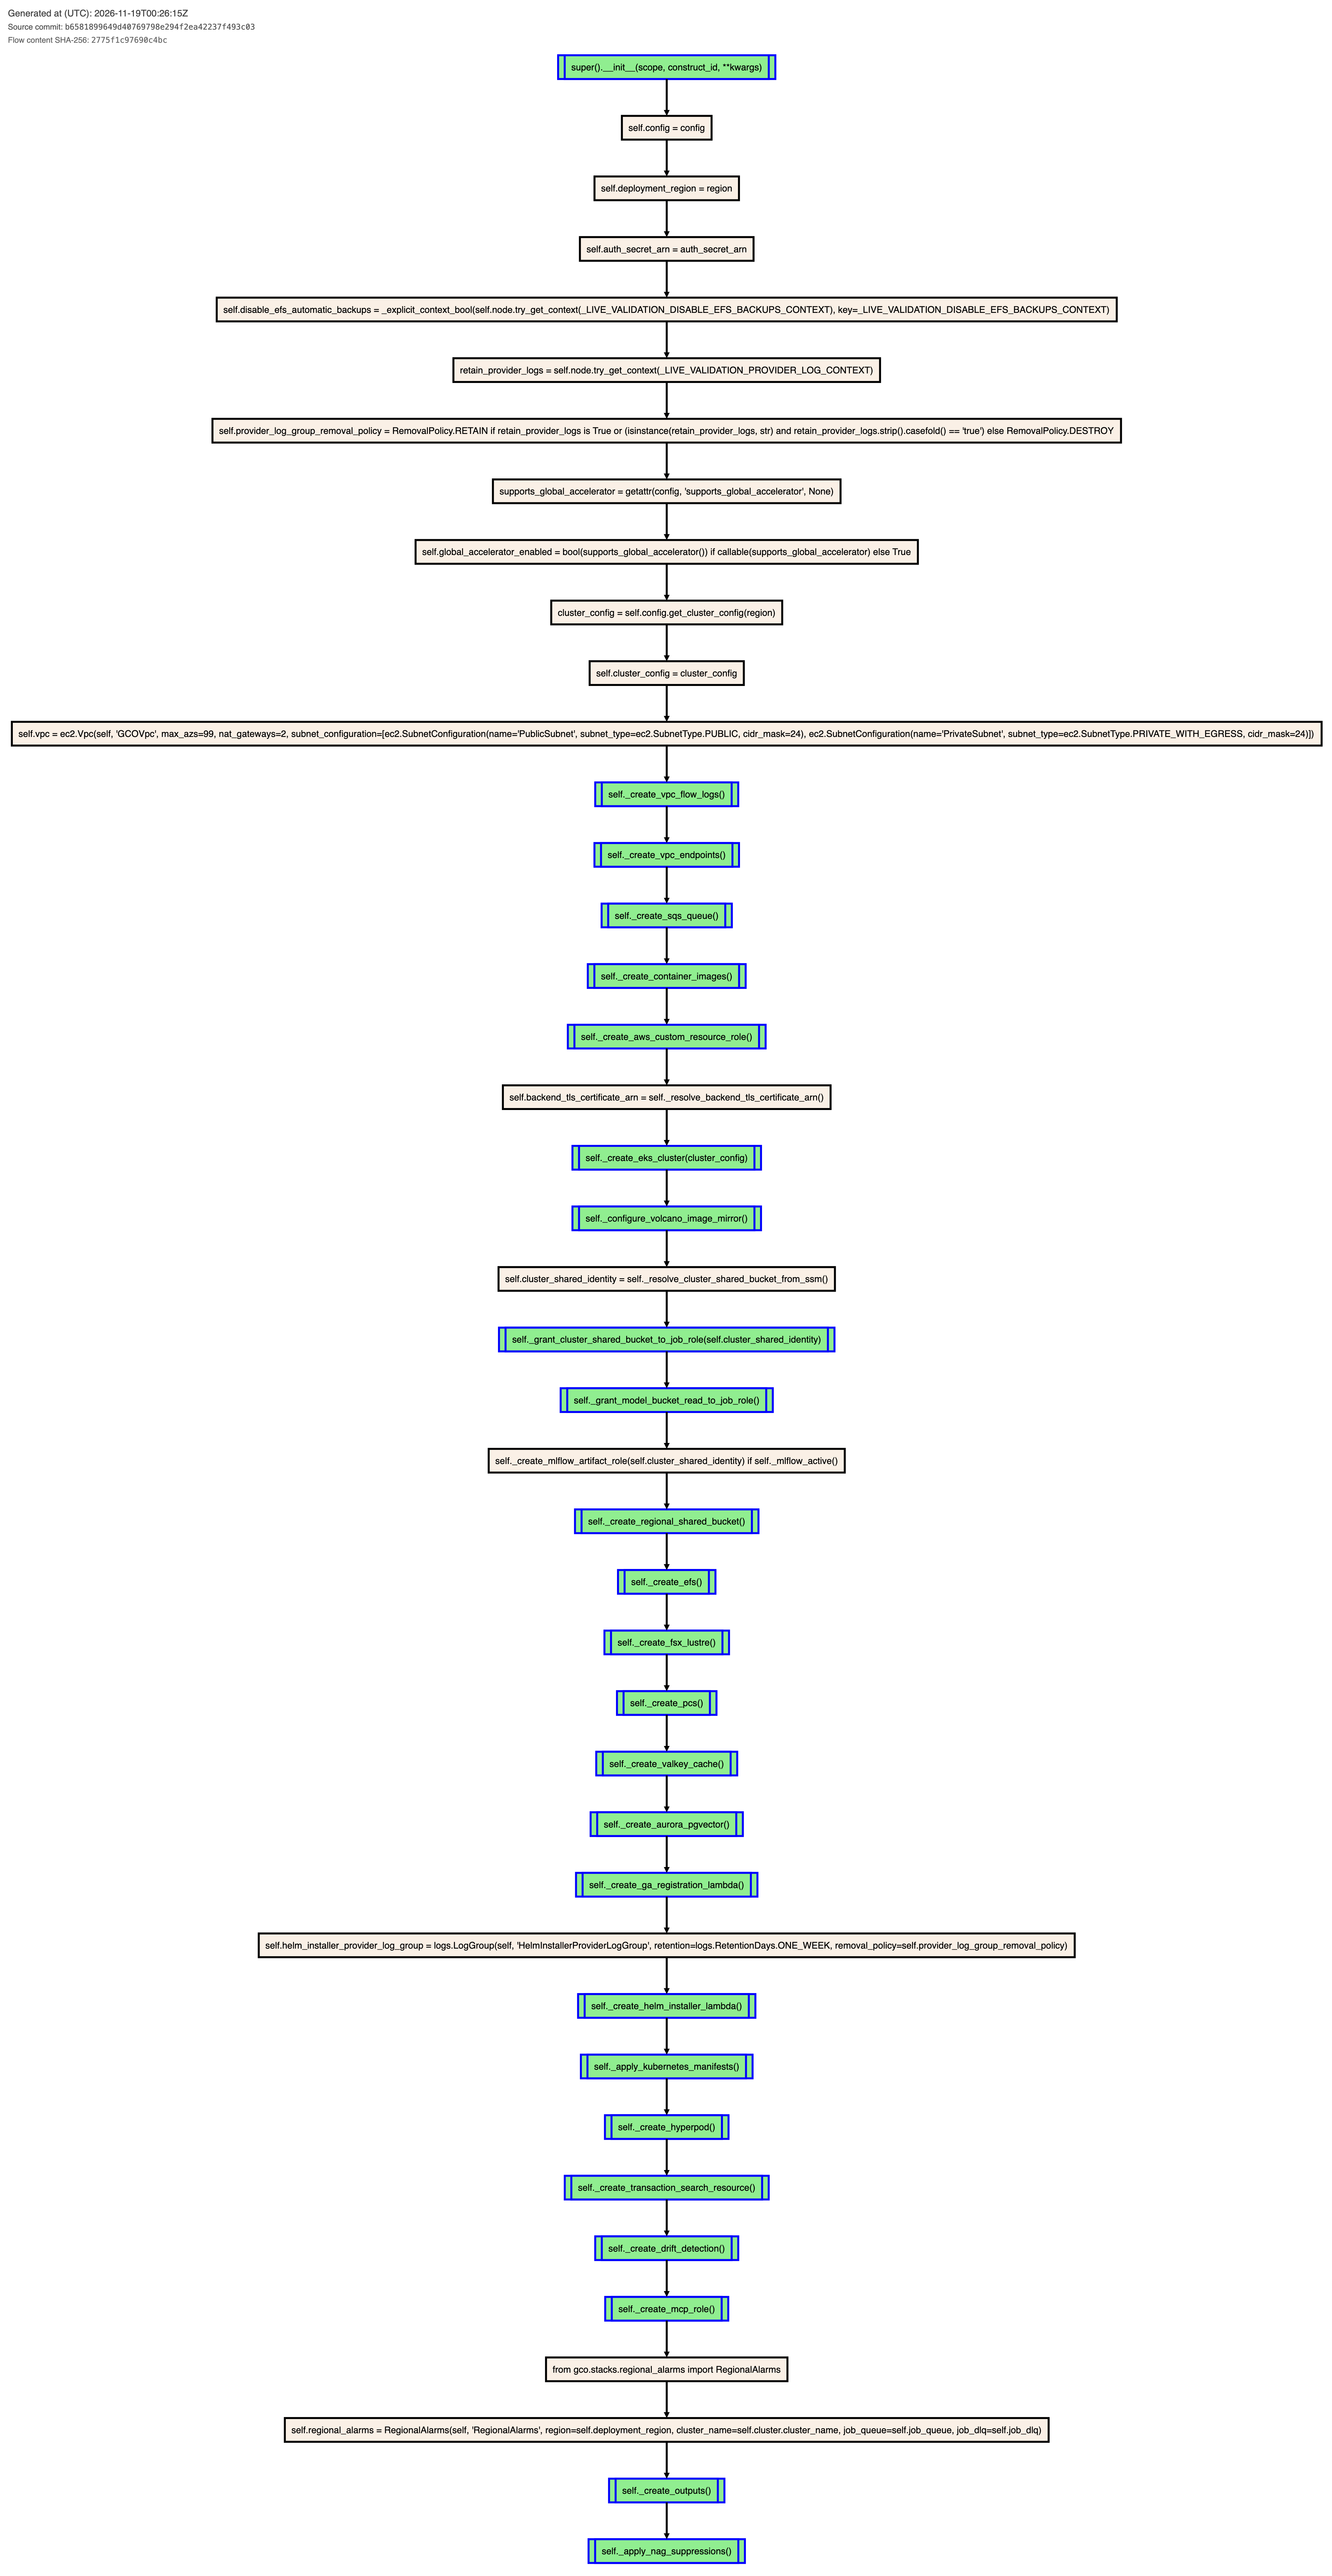 Generated at (UTC): 2026-11-19T00:26:15Z
Source commit: b6581899649d40769798e294f2ea42237f493c03
Flow content SHA-256: 2775f1c97690c4bc
super().__init__(scope, construct_id, **kwargs)
self.config = config
self.deployment_region = region
self.auth_secret_arn = auth_secret_arn
self.disable_efs_automatic_backups = _explicit_context_bool(self.node.try_get_context(_LIVE_VALIDATION_DISABLE_EFS_BACKUPS_CONTEXT), key=_LIVE_VALIDATION_DISABLE_EFS_BACKUPS_CONTEXT)
retain_provider_logs = self.node.try_get_context(_LIVE_VALIDATION_PROVIDER_LOG_CONTEXT)
self.provider_log_group_removal_policy = RemovalPolicy.RETAIN if retain_provider_logs is True or (isinstance(retain_provider_logs, str) and retain_provider_logs.strip().casefold() == 'true') else RemovalPolicy.DESTROY
supports_global_accelerator = getattr(config, 'supports_global_accelerator', None)
self.global_accelerator_enabled = bool(supports_global_accelerator()) if callable(supports_global_accelerator) else True
cluster_config = self.config.get_cluster_config(region)
self.cluster_config = cluster_config
self.vpc = ec2.Vpc(self, 'GCOVpc', max_azs=99, nat_gateways=2, subnet_configuration=[ec2.SubnetConfiguration(name='PublicSubnet', subnet_type=ec2.SubnetType.PUBLIC, cidr_mask=24), ec2.SubnetConfiguration(name='PrivateSubnet', subnet_type=ec2.SubnetType.PRIVATE_WITH_EGRESS, cidr_mask=24)])
self._create_vpc_flow_logs()
self._create_vpc_endpoints()
self._create_sqs_queue()
self._create_container_images()
self._create_aws_custom_resource_role()
self.backend_tls_certificate_arn = self._resolve_backend_tls_certificate_arn()
self._create_eks_cluster(cluster_config)
self._configure_volcano_image_mirror()
self.cluster_shared_identity = self._resolve_cluster_shared_bucket_from_ssm()
self._grant_cluster_shared_bucket_to_job_role(self.cluster_shared_identity)
self._grant_model_bucket_read_to_job_role()
self._create_mlflow_artifact_role(self.cluster_shared_identity) if self._mlflow_active()
self._create_regional_shared_bucket()
self._create_efs()
self._create_fsx_lustre()
self._create_pcs()
self._create_valkey_cache()
self._create_aurora_pgvector()
self._create_ga_registration_lambda()
self.helm_installer_provider_log_group = logs.LogGroup(self, 'HelmInstallerProviderLogGroup', retention=logs.RetentionDays.ONE_WEEK, removal_policy=self.provider_log_group_removal_policy)
self._create_helm_installer_lambda()
self._apply_kubernetes_manifests()
self._create_hyperpod()
self._create_transaction_search_resource()
self._create_drift_detection()
self._create_mcp_role()
from gco.stacks.regional_alarms import RegionalAlarms
self.regional_alarms = RegionalAlarms(self, 'RegionalAlarms', region=self.deployment_region, cluster_name=self.cluster.cluster_name, job_queue=self.job_queue, job_dlq=self.job_dlq)
self._create_outputs()
self._apply_nag_suppressions()